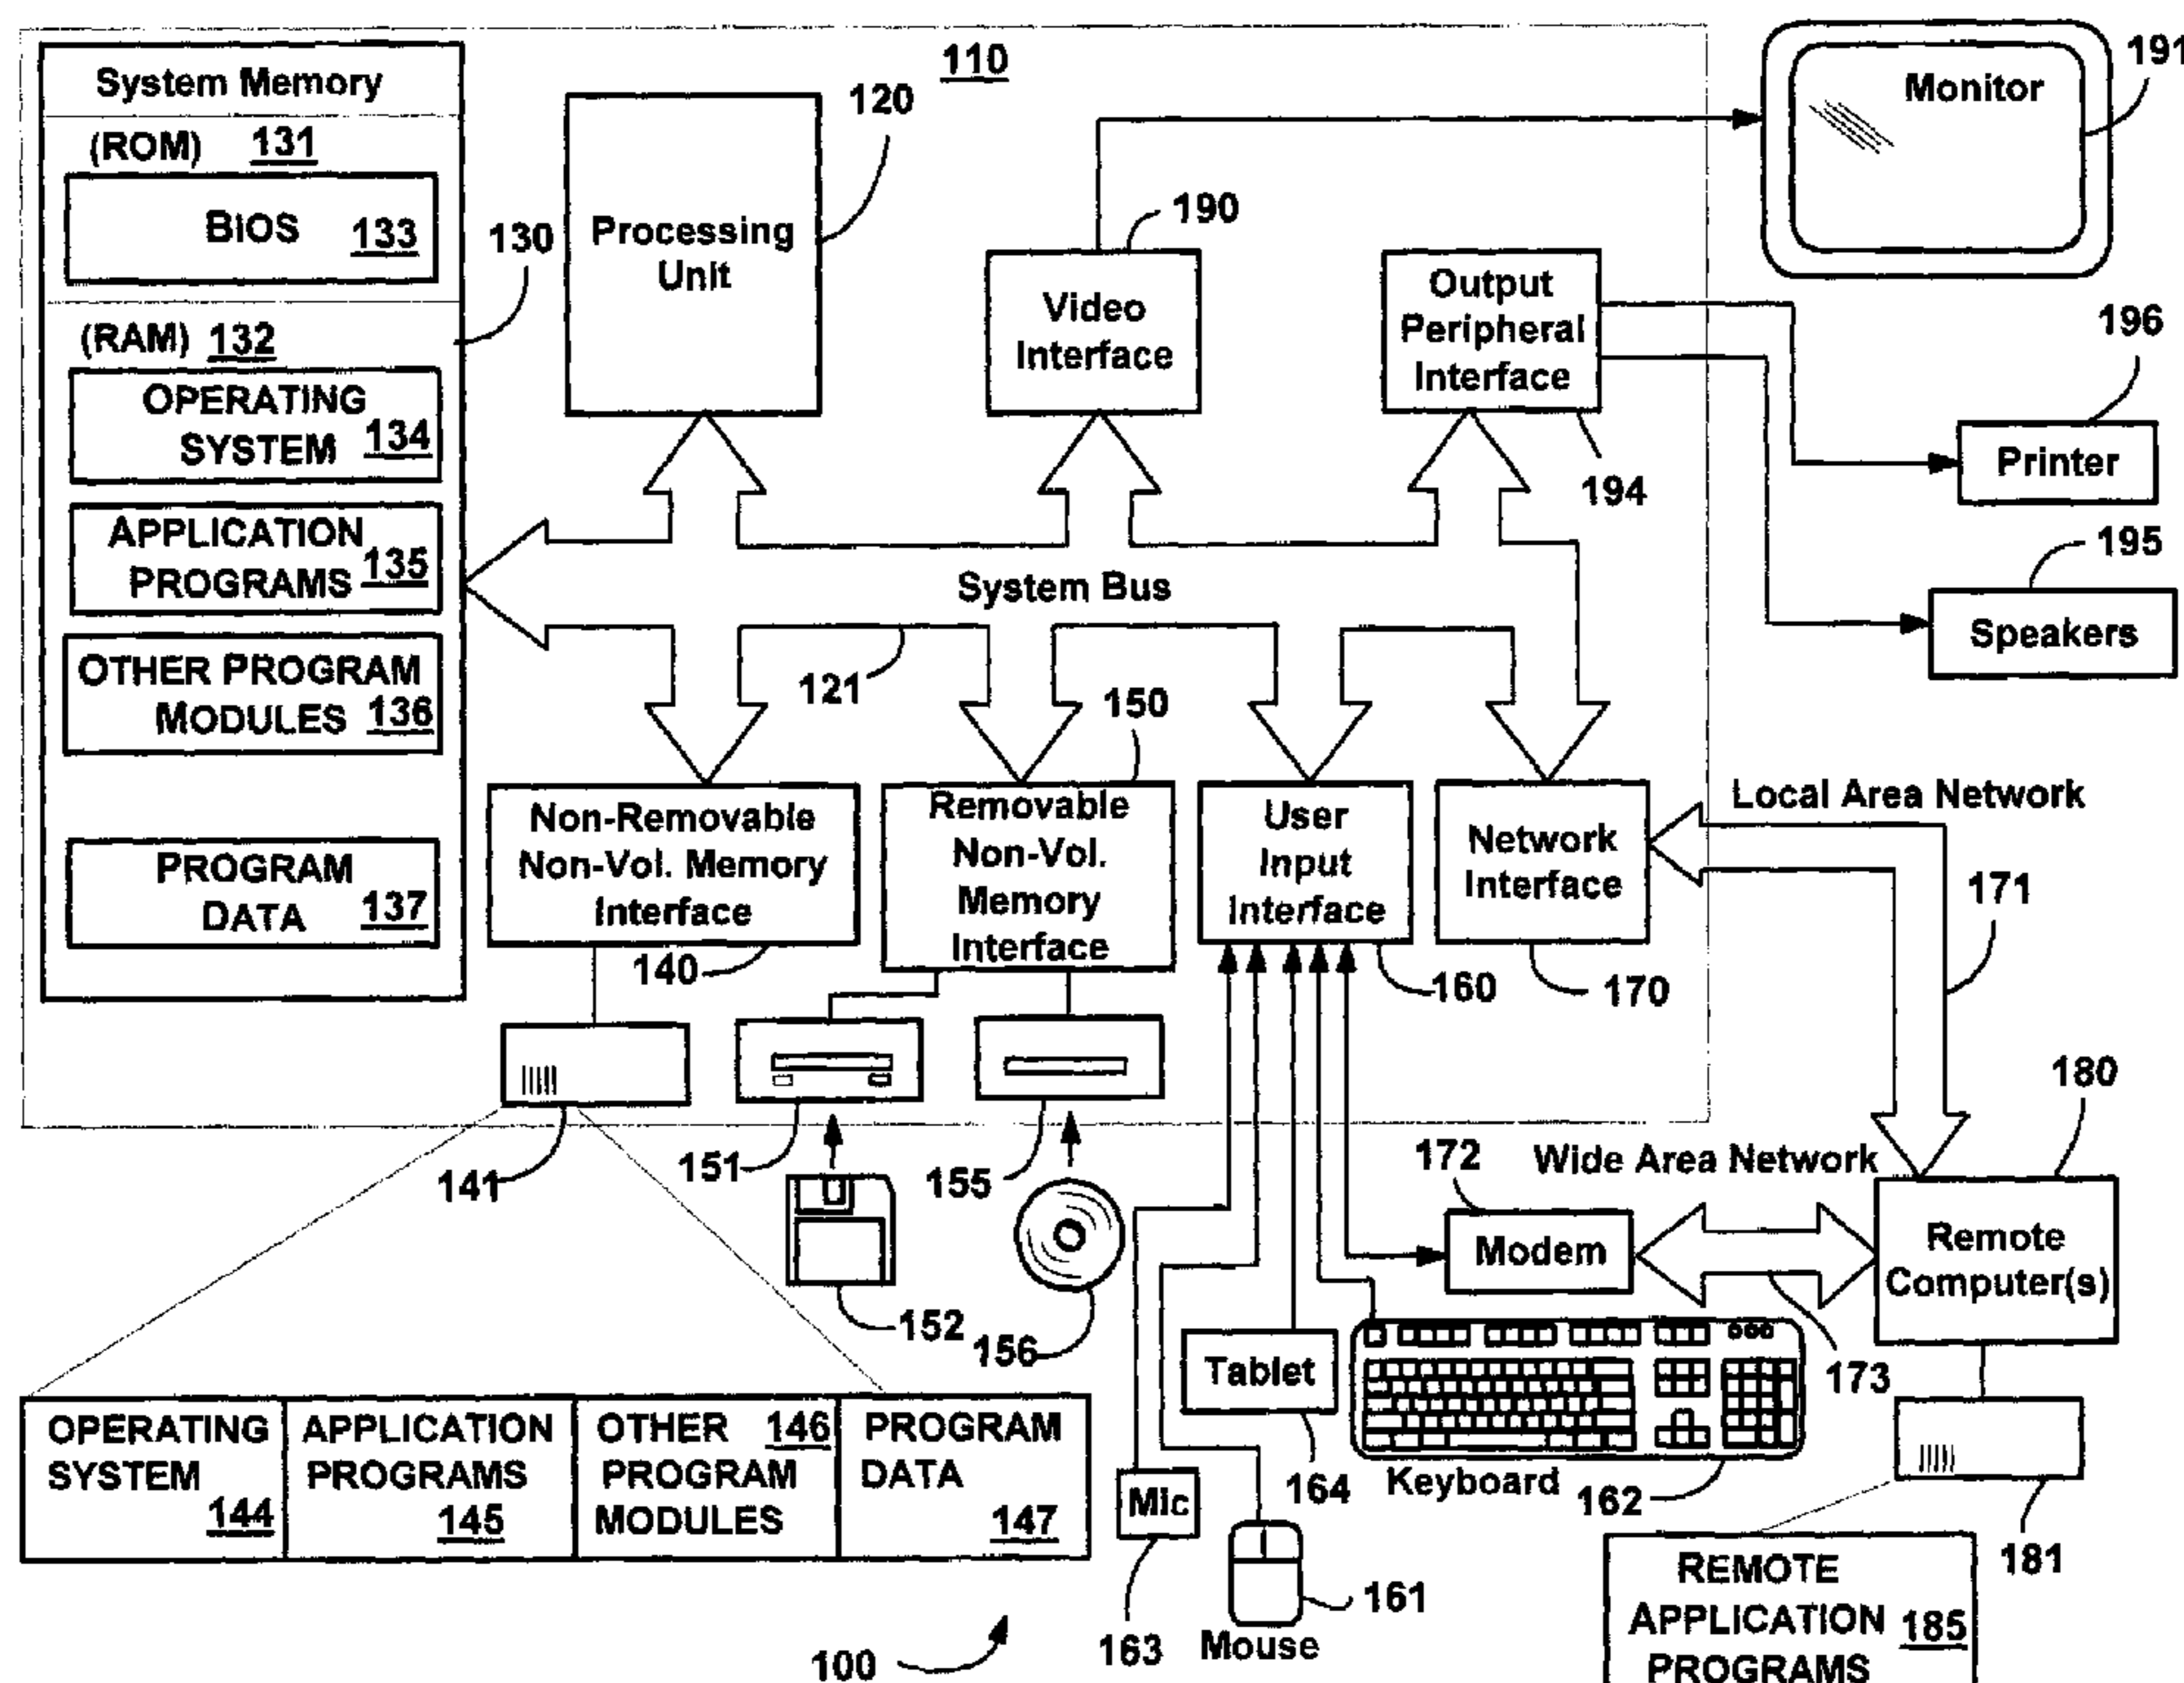 110
System Memory
(ROM) 131
BIOS 133
130
(RAM) 132
OPERATING
SYSTEM 134
APPLICATION
PROGRAMS 135
OTHER PROGRAM
MODULES 136
PROGRAM
DATA 137
120
Processing
Unit
190
Video
Interface
Output
Peripheral
Interface
194
Monitor
191
196
Printer
195
Speakers
System Bus
121
150
Non-Removable
Non-Vol. Memory
Interface
140
Removable
Non-Vol.
Memory
Interface
User
Input
Interface
160
Network
Interface
170
Local Area Network
171
180
141
151
152
155
156
172
Wide Area Network
Modem
173
Remote
Computer(s)
Tablet
164
Keyboard
162
181
OPERATING
SYSTEM
144
APPLICATION
PROGRAMS
145
OTHER 146
PROGRAM
MODULES
PROGRAM
DATA
147
Mic
163
161
Mouse
REMOTE
APPLICATION 185
PROGRAMS
100